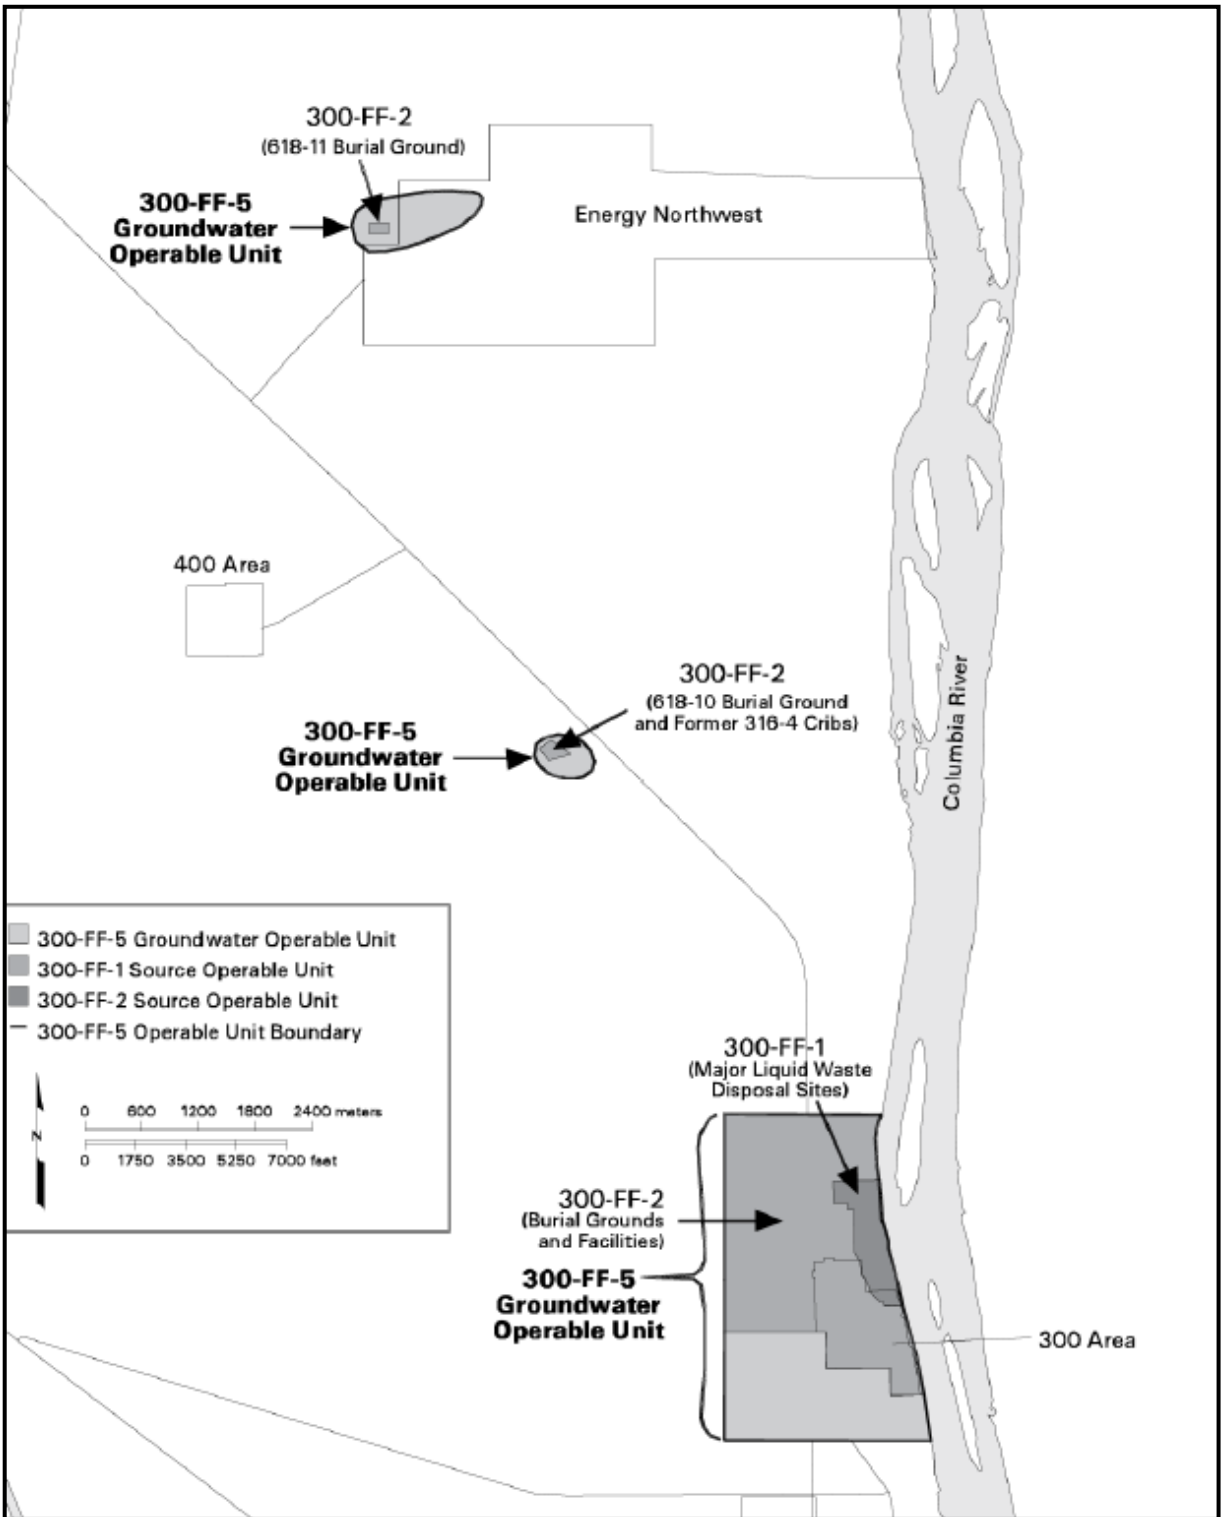 300-FF-2
(618-11 Burial Ground)
300-FF-5
Groundwater
Operable Unit
Energy Northwest
400 Area
300-FF-2
(618-10 Burial Ground
and Former 316-4 Cribs)
300-FF-5
Groundwater
Operable Unit
Columbia River
300-FF-5 Groundwater Operable Unit
300-FF-1 Source Operable Unit
300-FF-2 Source Operable Unit
300-FF-5 Operable Unit Boundary
N
0 600 1200 1800 2400 meters
0 1750 3500 5250 7000 feet
300-FF-1
(Major Liquid Waste
Disposal Sites)
300-FF-2
(Burial Grounds
and Facilities)
300-FF-5
Groundwater
Operable Unit
300 Area